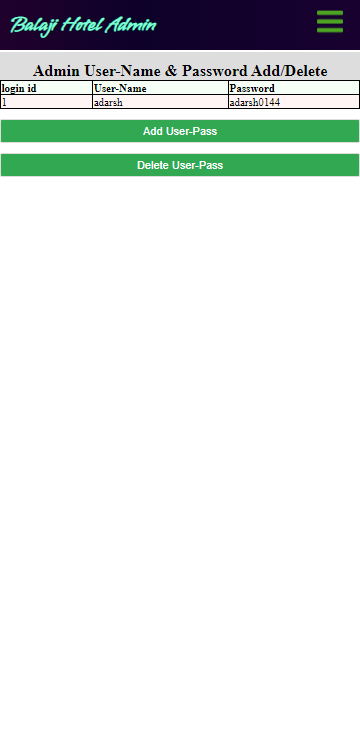 Balaji Hotel Admin
Admin User-Name & Password Add/Delete
login id User-Name Password
1 adarsh adarsh0144
Add User-Pass
Delete User-Pass